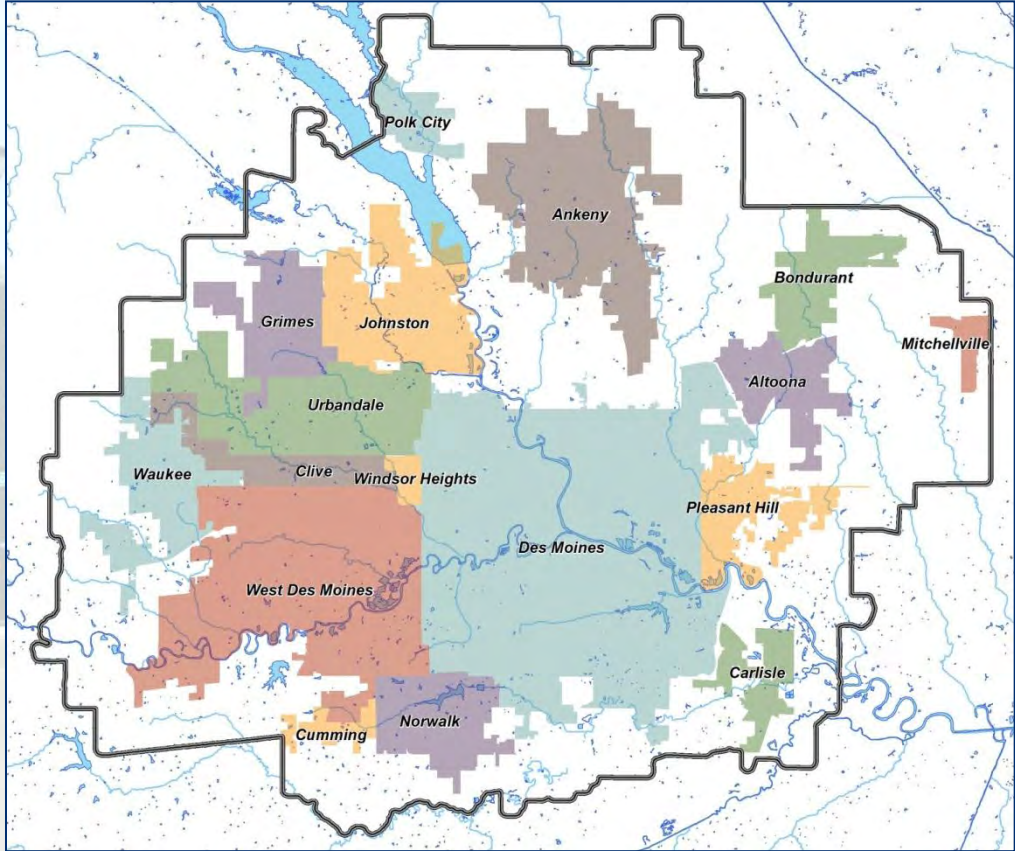 Polk City
Ankeny
Bondurant
Grimes
Johnston
Mitchellville
Altoona
Urbandale
Waukee
Clive
Windsor Heights
Pleasant Hill
Des Moines
West Des Moines
Carlisle
Norwalk
Cumming